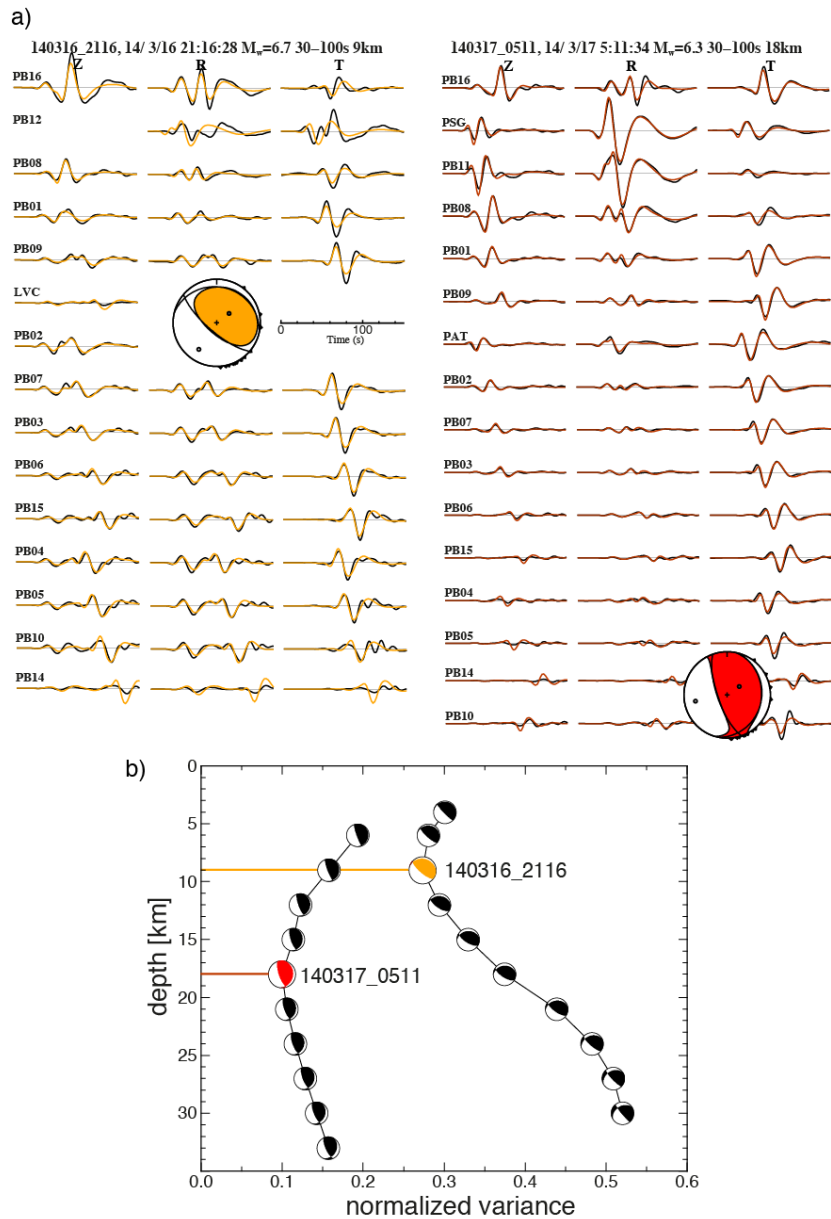 a)
140316_2116, 14/ 3/16 21:16:28 M_w=6.7 30–100s 9km
Z R T
PB16
PB12
PB08
PB01
PB09
LVC
PB02
0 100
Time (s)
PB07
PB03
PB06
PB15
PB04
PB05
PB10
PB14
140317_0511, 14/ 3/17 5:11:34 M_w=6.3 30–100s 18km
Z R T
PB16
PSG
PB11
PB08
PB01
PB09
PAT
PB02
PB07
PB03
PB06
PB15
PB04
PB05
PB14
PB10
b)
0
5
10
15
20
25
30
depth [km]
140316_2116
140317_0511
0.0 0.1 0.2 0.3 0.4 0.5 0.6
normalized variance